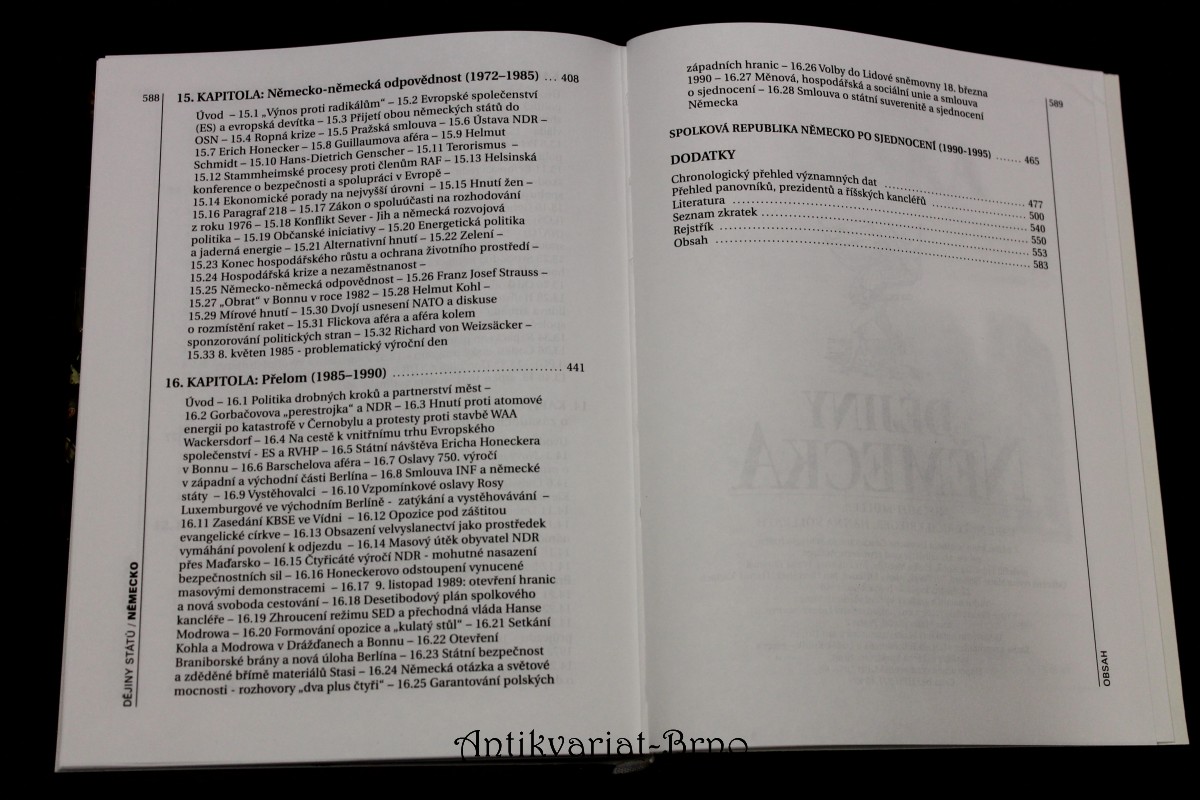 588
15. KAPITOLA: Německo-německá odpovědnost (1972–1985) ... 408
Úvod – 15.1 „Výnos proti radikálům“ – 15.2 Evropské společenství
(ES) a evropská devítka – 15.3 Přijetí obou německých států do
OSN – 15.4 Ropná krize – 15.5 Pražská smlouva – 15.6 Ústava NDR –
15.7 Erich Honecker – 15.8 Guillaumova aféra – 15.9 Helmut
Schmidt – 15.10 Hans-Dietrich Genscher – 15.11 Terorismus –
15.12 Stammheimské procesy proti členům RAF – 15.13 Helsinská
konference o bezpečnosti a spolupráci v Evropě –
15.14 Ekonomické porady na nejvyšší úrovni – 15.15 Hnutí žen –
15.16 Paragraf 218 – 15.17 Zákon o spoluúčasti na rozhodování
z roku 1976 – 15.18 Konflikt Sever - Jih a německá rozvojová
politika – 15.19 Občanské iniciativy – 15.20 Energetická politika
a jaderná energie – 15.21 Alternativní hnutí – 15.22 Zelení –
15.23 Konec hospodářského růstu a ochrana životního prostředí –
15.24 Hospodářská krize a nezaměstnanost –
15.25 Německo-německá odpovědnost – 15.26 Franz Josef Strauss –
15.27 „Obrat“ v Bonnu v roce 1982 – 15.28 Helmut Kohl –
15.29 Mírové hnutí – 15.30 Dvojí usnesení NATO a diskuse
o rozmístění raket – 15.31 Flickova aféra a aféra kolem
sponzorování politických stran – 15.32 Richard von Weizsäcker –
15.33 8. květen 1985 - problematický výroční den
16. KAPITOLA: Přelom (1985–1990) ................................ 441
Úvod – 16.1 Politika drobných kroků a partnerství měst –
16.2 Gorbačovova „perestrojka“ a NDR – 16.3 Hnutí proti atomové
energii po katastrofě v Černobylu a protesty proti stavbě WAA
Wackersdorf – 16.4 Na cestě k vnitřnímu trhu Evropského
společenství - ES a RVHP – 16.5 Státní návštěva Ericha Honeckera
v Bonnu – 16.6 Barschelova aféra – 16.7 Oslavy 750. výročí
v západní a východní části Berlína – 16.8 Smlouva INF a německé
státy – 16.9 Vystěhovalci – 16.10 Vzpomínkové oslavy Rosy
Luxemburgové ve východním Berlíně - zatýkání a vystěhovávání –
16.11 Zasedání KBSE ve Vídni – 16.12 Opozice pod záštitou
evangelické církve – 16.13 Obsazení velvyslanectví jako prostředek
vymáhání povolení k odjezdu – 16.14 Masový útěk obyvatel NDR
přes Maďarsko – 16.15 Čtyřicáté výročí NDR - mohutné nasazení
bezpečnostních sil – 16.16 Honeckerovo odstoupení vynucené
masovými demonstracemi – 16.17 9. listopad 1989: otevření hranic
a nová svoboda cestování – 16.18 Desetibodový plán spolkového
kancléře – 16.19 Zhroucení režimu SED a přechodná vláda Hanse
Modrowa – 16.20 Formování opozice a „kulatý stůl“ – 16.21 Setkání
Kohla a Modrowa v Drážďanech a Bonnu – 16.22 Otevření
Braniborské brány a nová úloha Berlína – 16.23 Státní bezpečnost
a zděděné břímě materiálů Stasi – 16.24 Německá otázka a světové
mocnosti - rozhovory „dva plus čtyři“ – 16.25 Garantování polských
DĚJINY STÁTŮ / NĚMECKO
západních hranic – 16.26 Volby do Lidové sněmovny 18. března
1990 – 16.27 Měnová, hospodářská a sociální unie a smlouva
o sjednocení – 16.28 Smlouva o státní suverenitě a sjednocení
Německa
589
SPOLKOVÁ REPUBLIKA NĚMECKO PO SJEDNOCENÍ (1990-1995) ....... 465
DODATKY
Chronologický přehled významných dat ........................ 477
Přehled panovníků, prezidentů a říšských kancléřů ................ 500
Literatura ................................................ 540
Seznam zkratek ............................................ 550
Rejstřík .................................................. 553
Obsah .................................................... 583
OBSAH
DĚJINY
NĚMECKA
Antikvariat-Brno